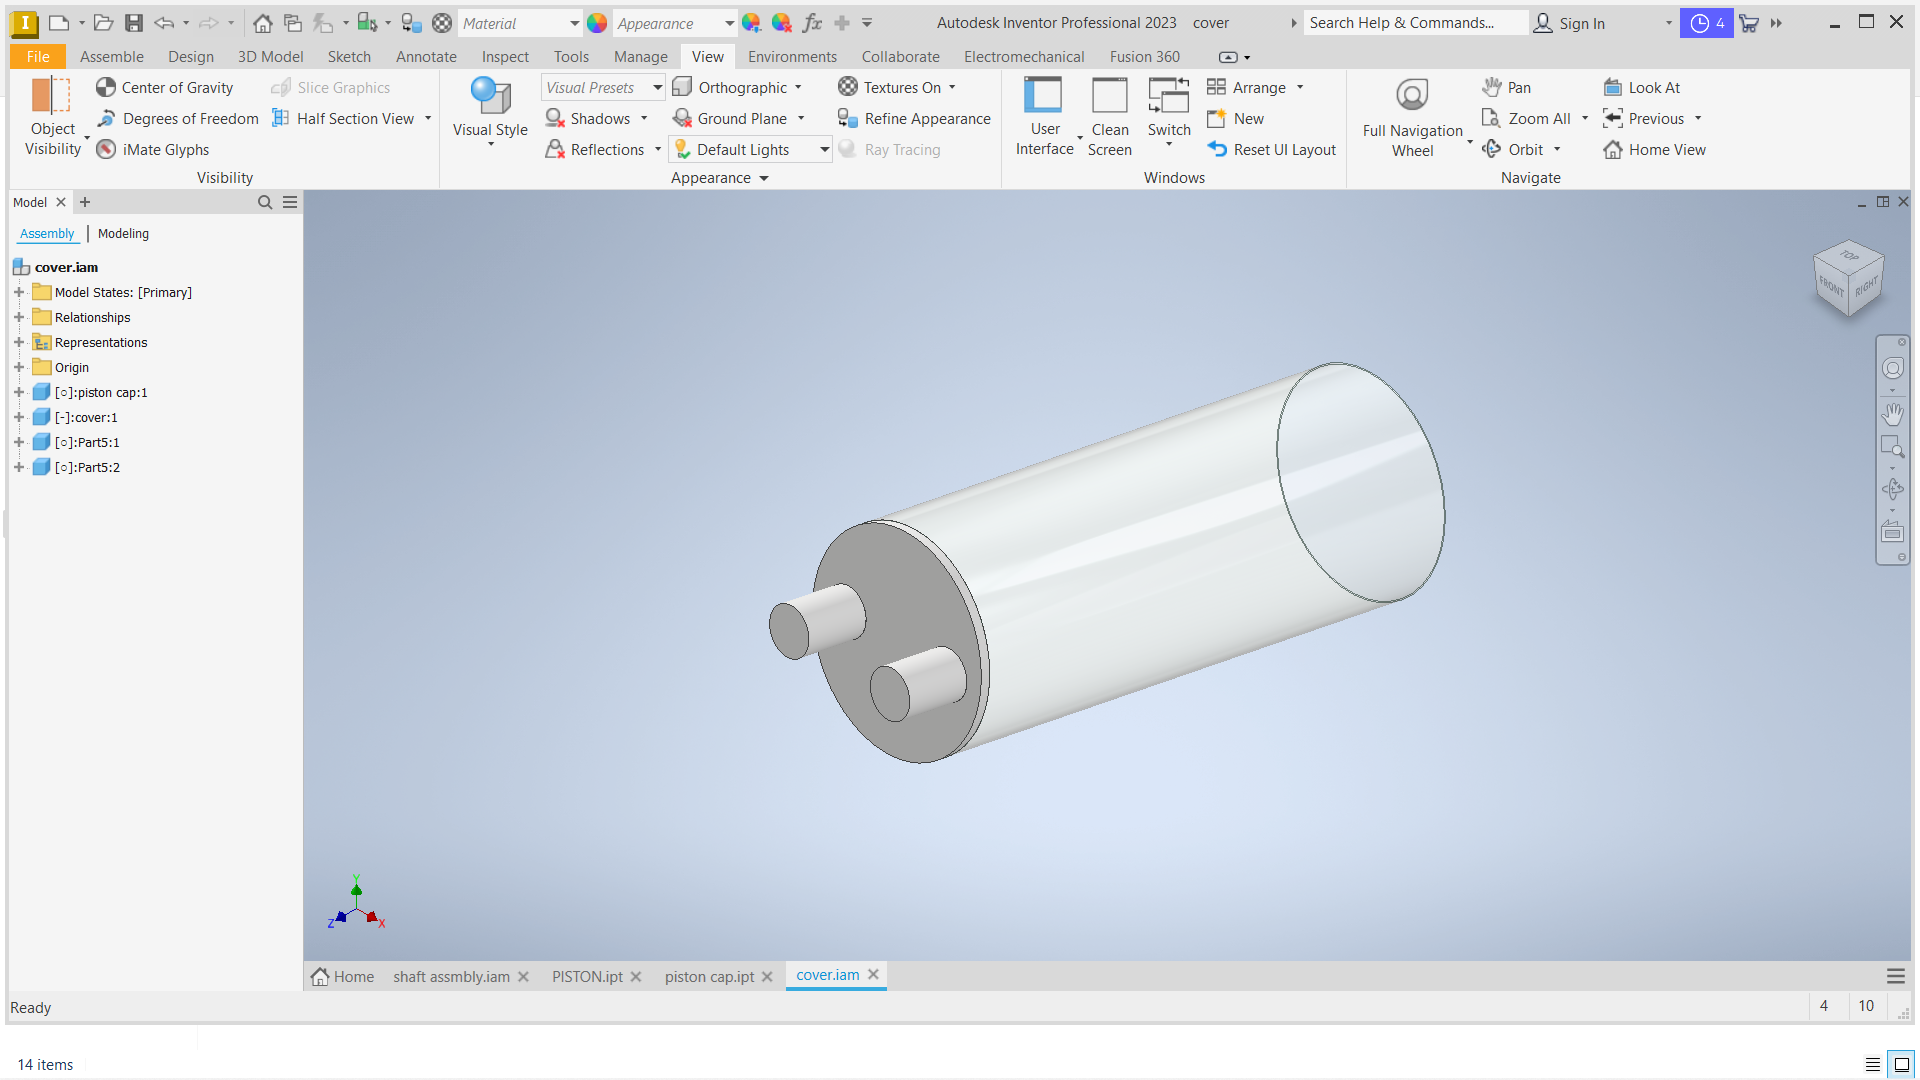 Material
Appearance
Autodesk Inventor Professional 2023 cover
Search Help & Commands...
Sign In
4
File Assemble Design 3D Model Sketch Annotate Inspect Tools Manage View Environments Collaborate Electromechanical Fusion 360
Object Visibility
Center of Gravity
Degrees of Freedom
iMate Glyphs
Slice Graphics
Half Section View
Visibility
Visual Style
Visual Presets
Shadows
Reflections
Orthographic
Ground Plane
Default Lights
Textures On
Refine Appearance
Ray Tracing
Appearance
User Interface
Clean Screen
Switch
Arrange
New
Reset UI Layout
Windows
Full Navigation Wheel
Pan
Zoom All
Orbit
Look At
Previous
Home View
Navigate
Model
Assembly | Modeling
cover.iam
Model States: [Primary]
Relationships
Representations
Origin
[○]:piston cap:1
[-]:cover:1
[○]:Part5:1
[○]:Part5:2
TOP
FRONT
RIGHT
Y
Z
X
Home
shaft assmbly.iam
PISTON.ipt
piston cap.ipt
cover.iam
Ready
4
10
14 items